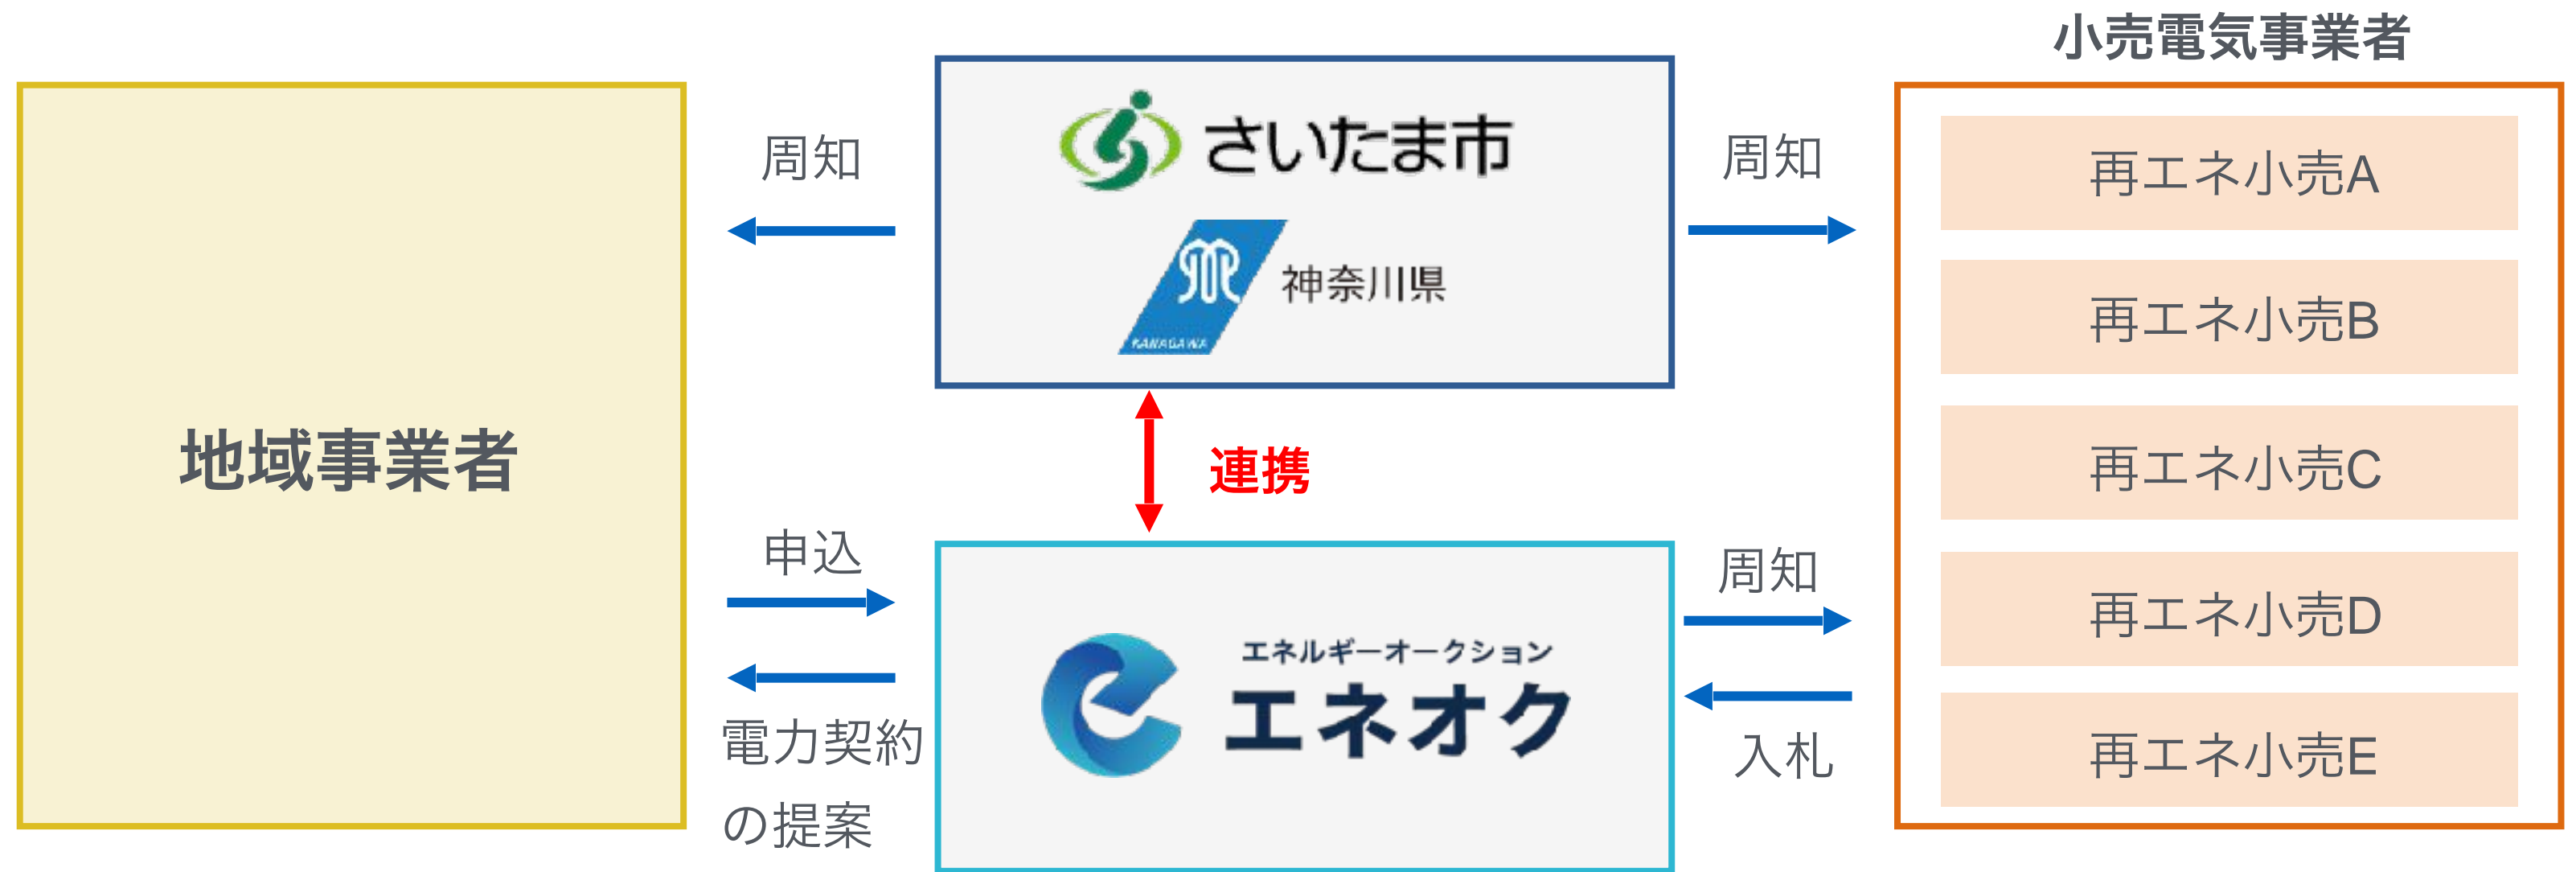 小売電気事業者
地域事業者
周知
さいたま市
神奈川県
KANAGAWA
周知
連携
申込
電力契約
の提案
エネルギーオークション
エネオク
周知
入札
再エネ小売A
再エネ小売B
再エネ小売C
再エネ小売D
再エネ小売E